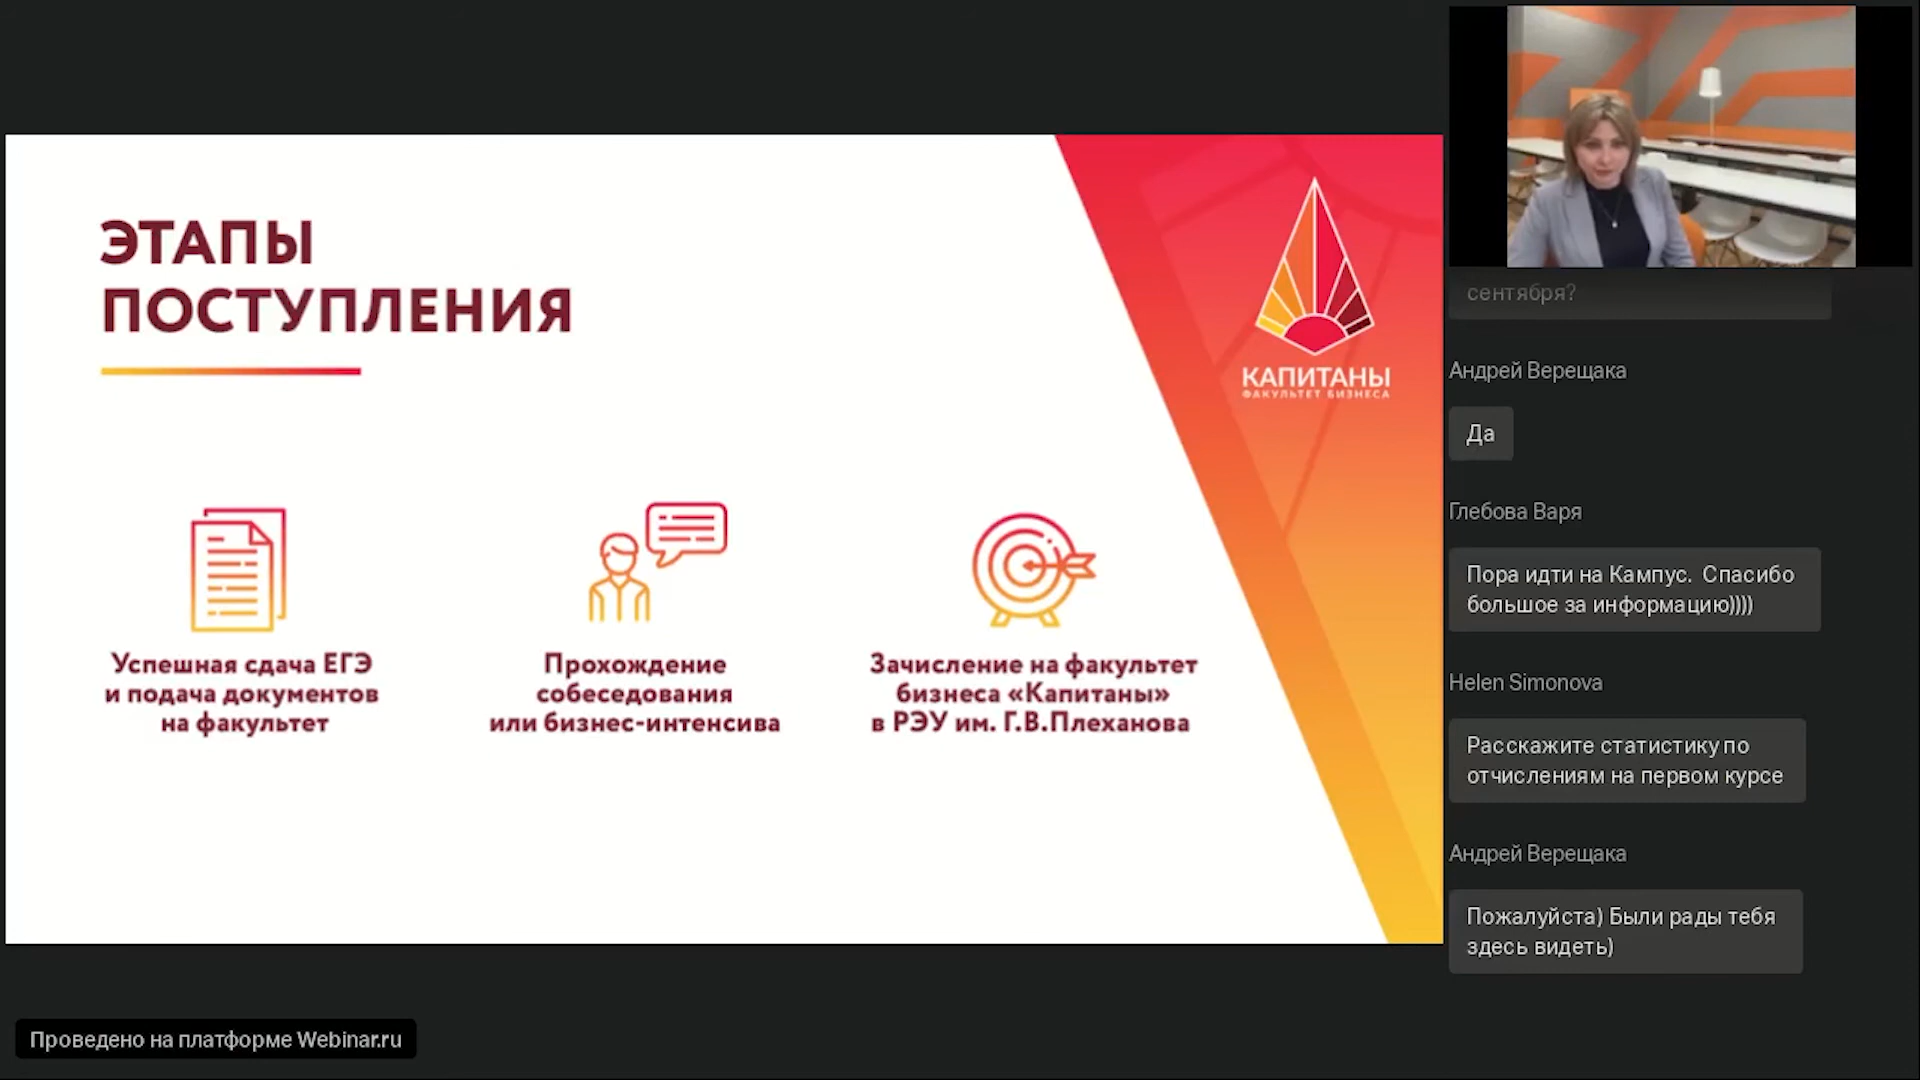 ЭТАПЫ
ПОСТУПЛЕНИЯ
КАПИТАНЫ
ФАКУЛЬТЕТ БИЗНЕСА
Успешная сдача ЕГЭ
и подача документов
на факультет
Прохождение
собеседования
или бизнес-интенсива
Зачисление на факультет
бизнеса «Капитаны»
в РЭУ им. Г.В.Плеханова
сентября?
Андрей Верещака
Да
Глебова Варя
Пора идти на Кампус. Спасибо
большое за информацию))))
Helen Simonova
Расскажите статистику по
отчислениям на первом курсе
Андрей Верещака
Пожалуйста) Были рады тебя
здесь видеть)
Проведено на платформе Webinar.ru